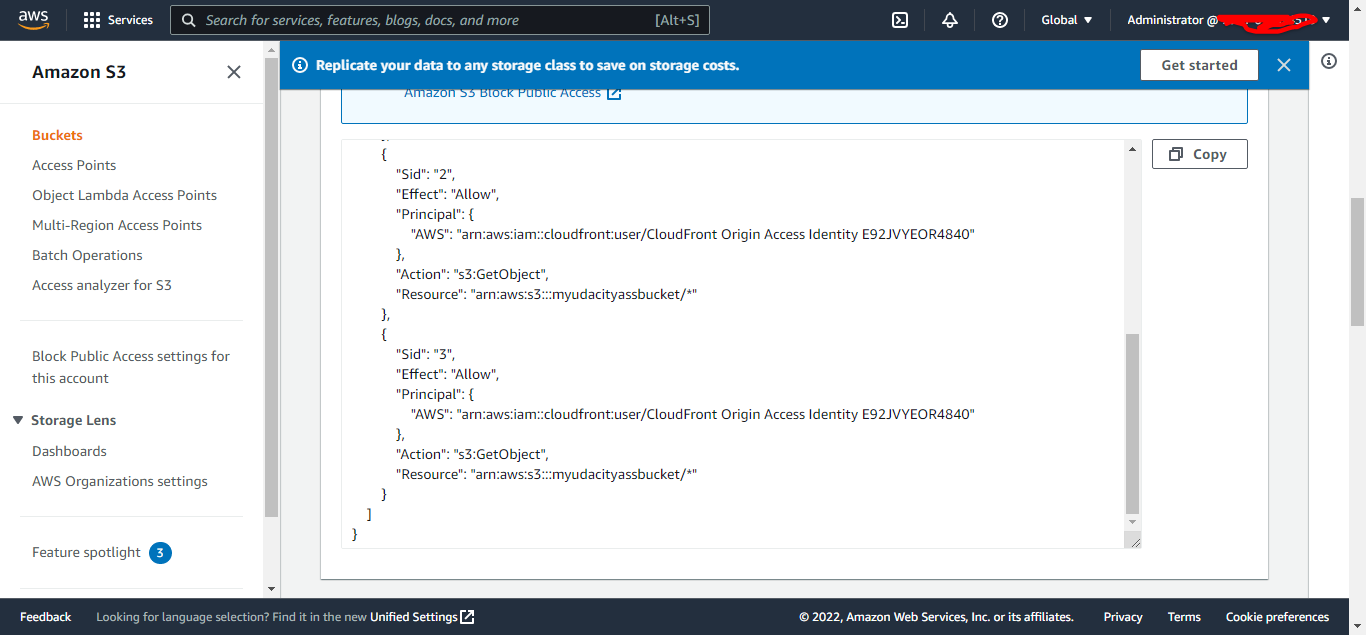 aws
Services
Search for services, features, blogs, docs, and more
[Alt+S]
Global
Administrator @
Amazon S3
Replicate your data to any storage class to save on storage costs.
Get started
Amazon S3 Block Public Access
Copy
Buckets
Access Points
Object Lambda Access Points
Multi-Region Access Points
Batch Operations
Access analyzer for S3
Block Public Access settings for
this account
Storage Lens
Dashboards
AWS Organizations settings
Feature spotlight 3
{
"Sid": "2",
"Effect": "Allow",
"Principal": {
"AWS": "arn:aws:iam::cloudfront:user/CloudFront Origin Access Identity E92JVYEOR4840"
},
"Action": "s3:GetObject",
"Resource": "arn:aws:s3:::myudacityassbucket/*"
},
{
"Sid": "3",
"Effect": "Allow",
"Principal": {
"AWS": "arn:aws:iam::cloudfront:user/CloudFront Origin Access Identity E92JVYEOR4840"
},
"Action": "s3:GetObject",
"Resource": "arn:aws:s3:::myudacityassbucket/*"
}
]
}
Feedback
Looking for language selection? Find it in the new Unified Settings
© 2022, Amazon Web Services, Inc. or its affiliates.
Privacy
Terms
Cookie preferences